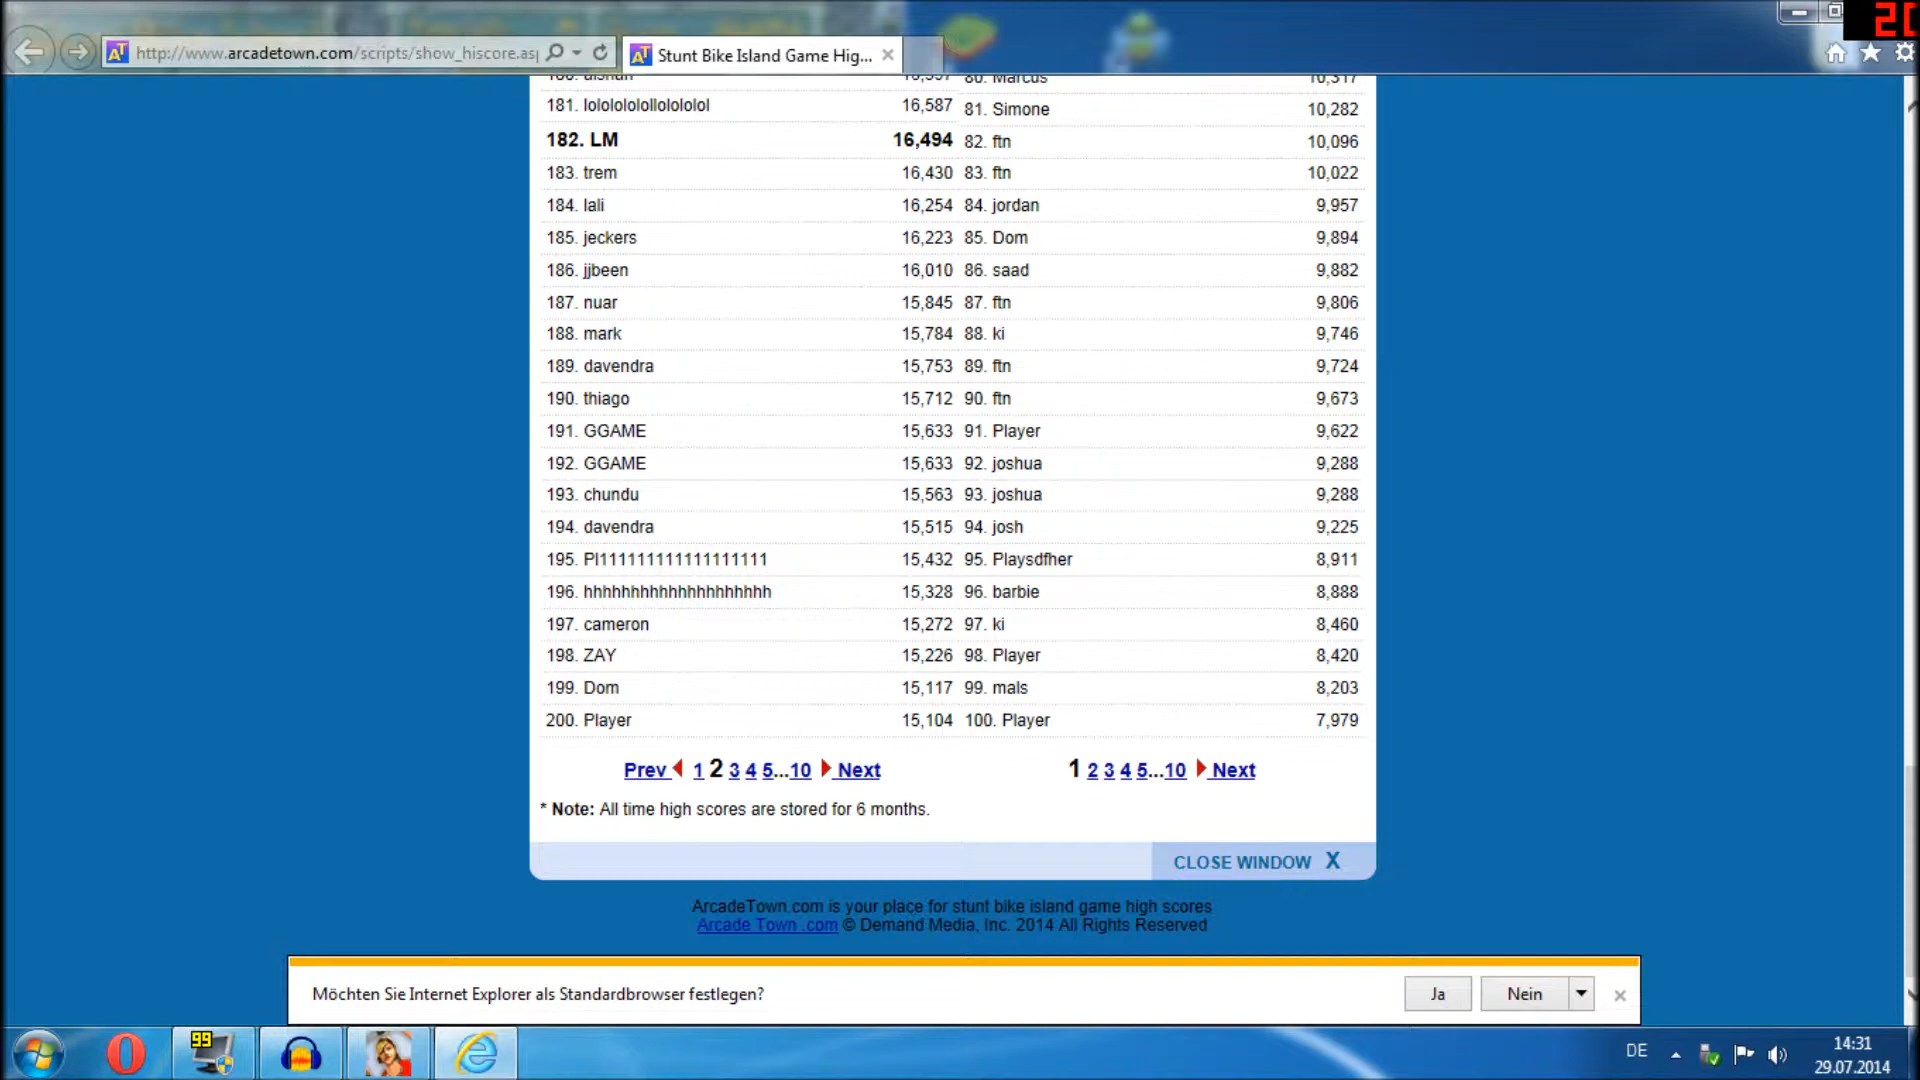 http://www.arcadetown.com/scripts/show_hiscore.asp
Stunt Bike Island Game Hig...
20
80. Marcus 10,317
181. lolololololllolololol 16,587 81. Simone 10,282
182. LM 16,494 82. ftn 10,096
183. trem 16,430 83. ftn 10,022
184. lali 16,254 84. jordan 9,957
185. jeckers 16,223 85. Dom 9,894
186. jjbeen 16,010 86. saad 9,882
187. nuar 15,845 87. ftn 9,806
188. mark 15,784 88. ki 9,746
189. davendra 15,753 89. ftn 9,724
190. thiago 15,712 90. ftn 9,673
191. GGAME 15,633 91. Player 9,622
192. GGAME 15,633 92. joshua 9,288
193. chundu 15,563 93. joshua 9,288
194. davendra 15,515 94. josh 9,225
195. Pl111111111111111111 15,432 95. Playsdfher 8,911
196. hhhhhhhhhhhhhhhhhhhh 15,328 96. barbie 8,888
197. cameron 15,272 97. ki 8,460
198. ZAY 15,226 98. Player 8,420
199. Dom 15,117 99. mals 8,203
200. Player 15,104 100. Player 7,979
Prev 1 2 3 4 5...10 Next 1 2 3 4 5...10 Next
* Note: All time high scores are stored for 6 months.
CLOSE WINDOW X
ArcadeTown.com is your place for stunt bike island game high scores
Arcade Town .com © Demand Media, Inc. 2014 All Rights Reserved
Möchten Sie Internet Explorer als Standardbrowser festlegen? Ja Nein
99
DE
14:31
29.07.2014